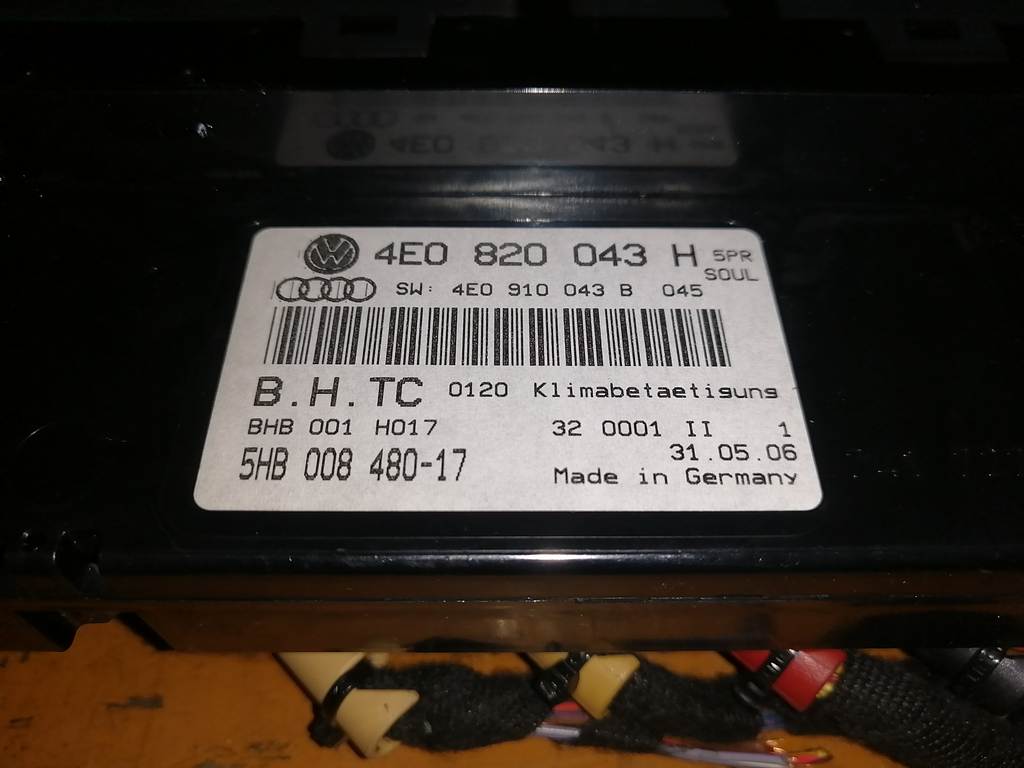 4E0 820 043 H 5PR
SOUL
SW: 4E0 910 043 B 045
B.H.TC 0120 Klimabetaetigung
BHB 001 H017 32 0001 II 1
31.05.06
5HB 008 480-17 Made in Germany